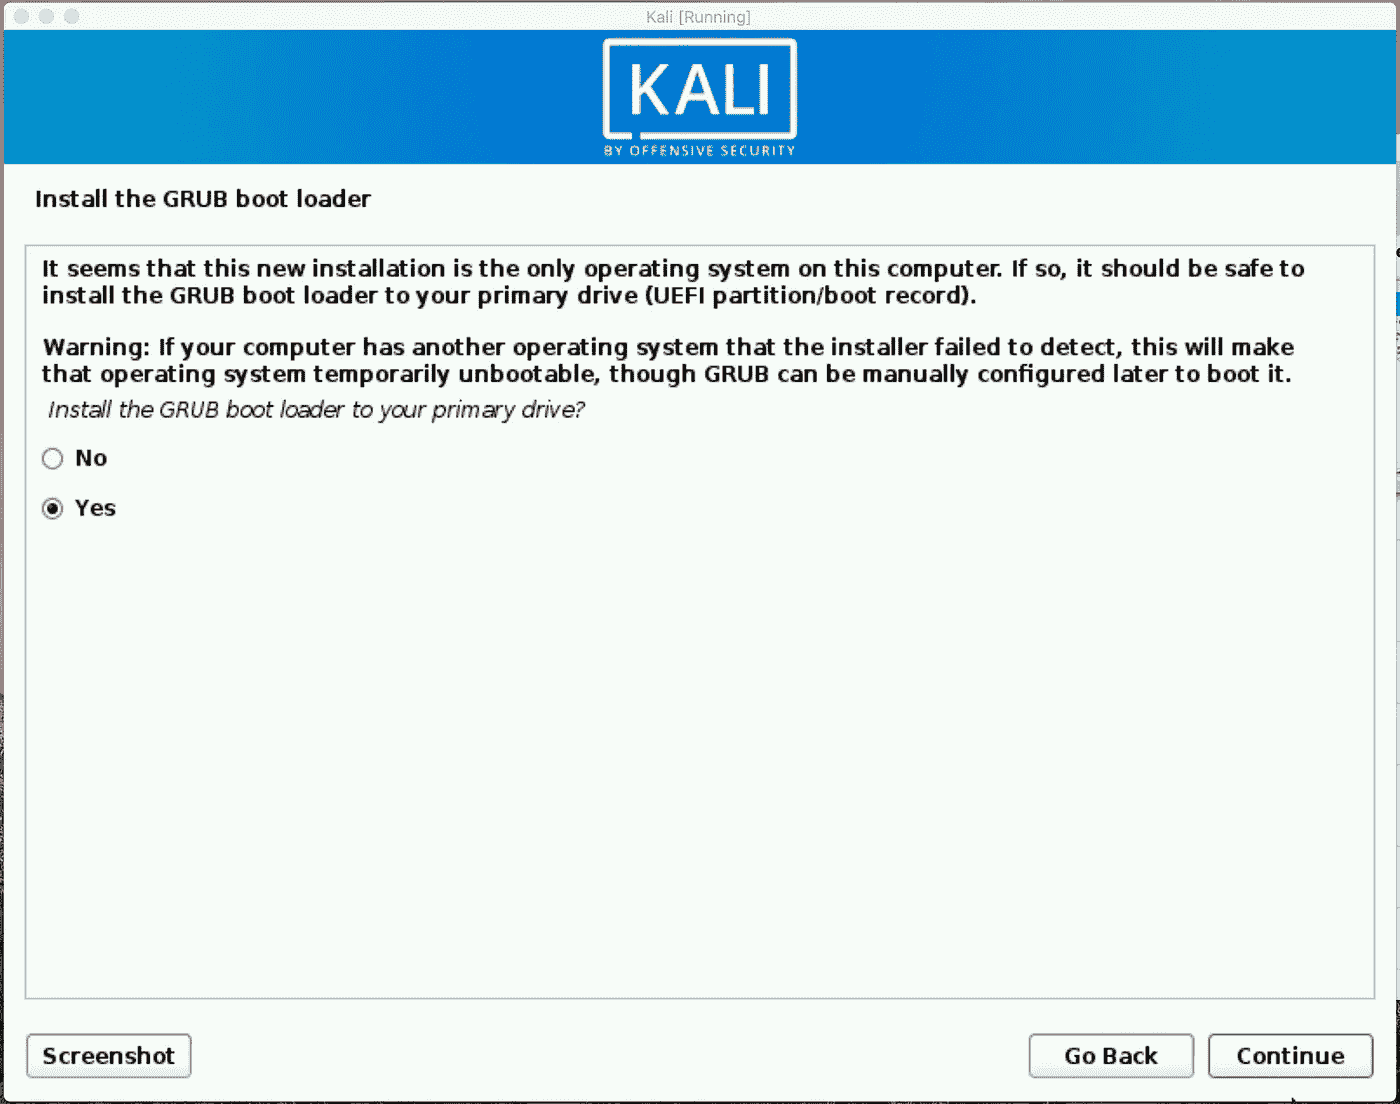 Kali [Running]
KALI
BY OFFENSIVE SECURITY
Install the GRUB boot loader
It seems that this new installation is the only operating system on this computer. If so, it should be safe to
install the GRUB boot loader to your primary drive (UEFI partition/boot record).
Warning: If your computer has another operating system that the installer failed to detect, this will make
that operating system temporarily unbootable, though GRUB can be manually configured later to boot it.
Install the GRUB boot loader to your primary drive?
No
Yes
Screenshot
Go Back
Continue